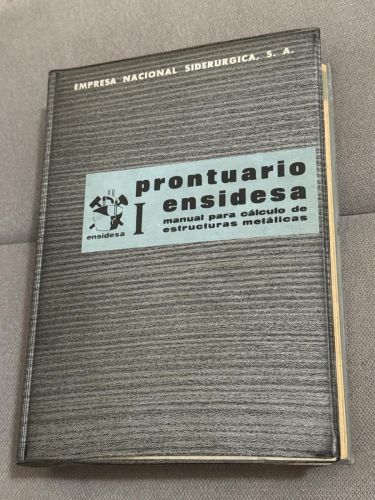 EMPRESA NACIONAL SIDERURGICA, S. A.
ensidesa
I
prontuario
ensidesa
manual para cálculo de
estructuras metálicas